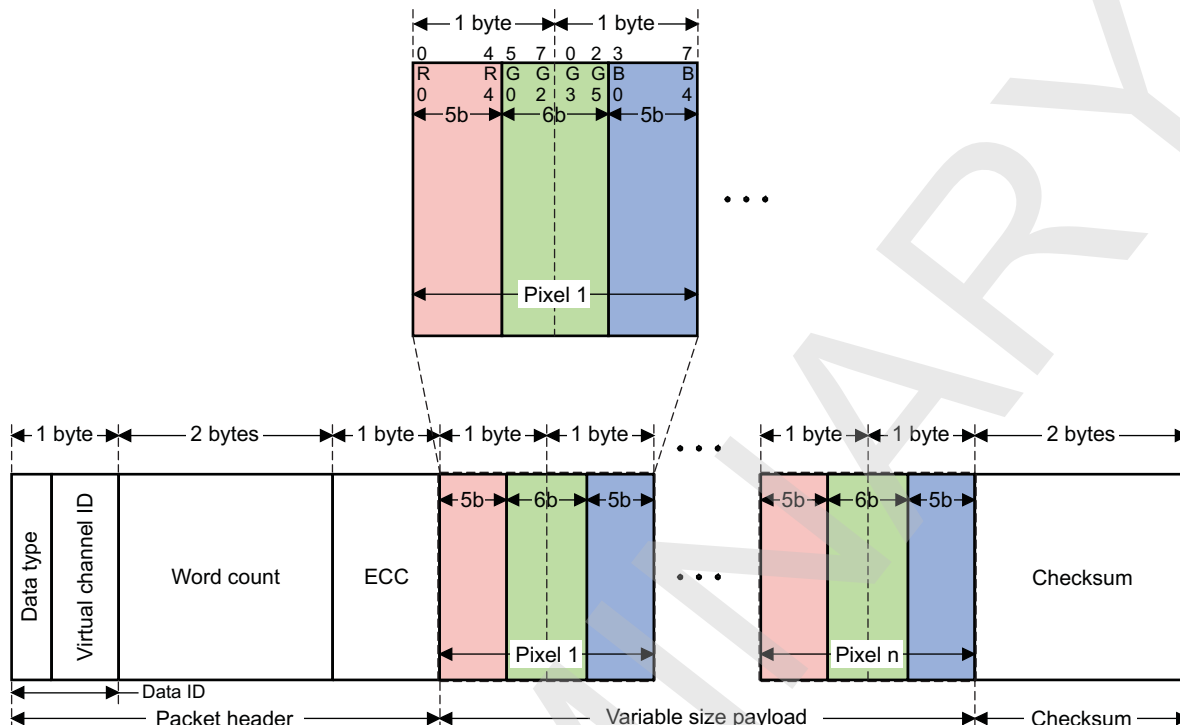 1 byte 1 byte
0 4 5 7 0 2 3 7
R R G G G G B B
0 4 0 2 3 5 0 4
5b 6b 5b
Pixel 1
1 byte 2 bytes 1 byte 1 byte 1 byte 1 byte 1 byte 2 bytes
5b 6b 5b 5b 6b 5b
Data type
Virtual channel ID
Word count
ECC
Checksum
Pixel 1
Pixel n
Data ID
Packet header Variable size payload Checksum